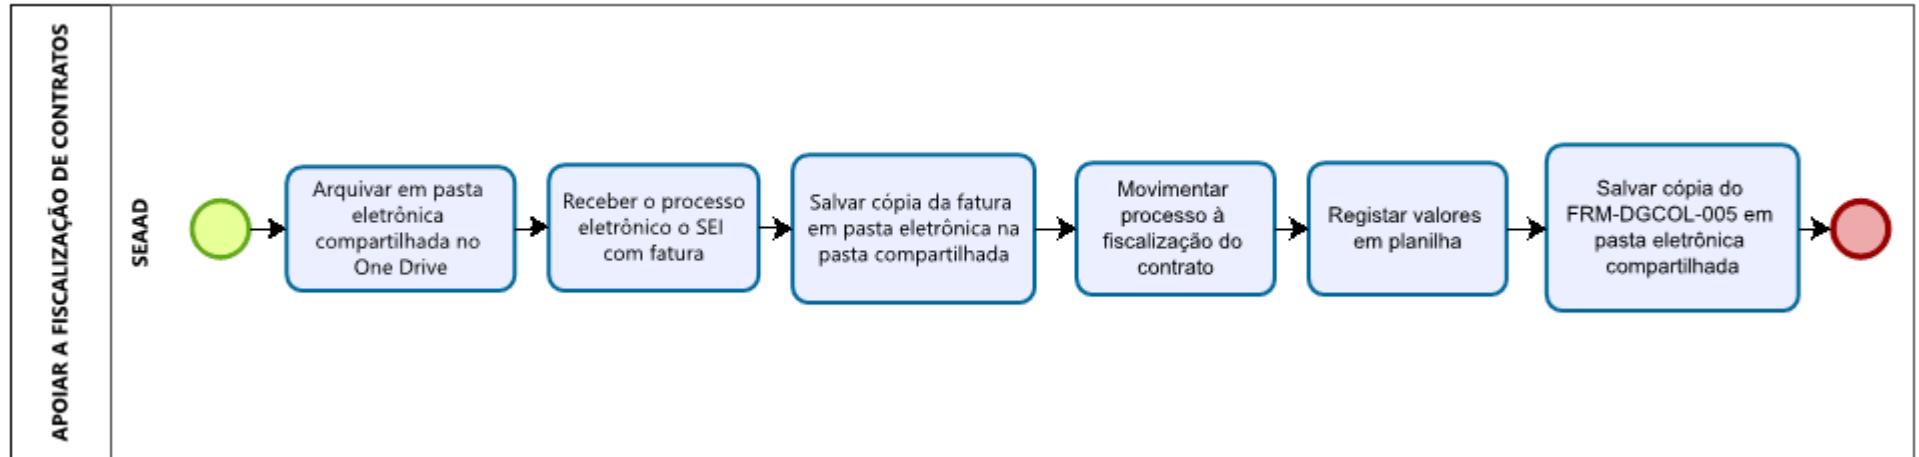 APOIAR A FISCALIZAÇÃO DE CONTRATOS
SEAAD
Arquivar em pasta
eletrônica
compartilhada no
One Drive
Receber o processo
eletrônico o SEI
com fatura
Salvar cópia da fatura
em pasta eletrônica na
pasta compartilhada
Movimentar
processo à
fiscalização do
contrato
Registar valores
em planilha
Salvar cópia do
FRM-DGCOL-005 em
pasta eletrônica
compartilhada